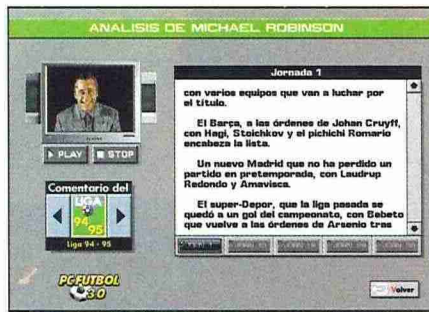 ANALISIS DE MICHAEL ROBINSON
PLAY
STOP
Comentario del
LIGA
94
95
Liga 94 - 95
PCFUTBOL
3.0
Jornada 1
con varios equipos que van a luchar por
el título.
El Barça, a las órdenes de Johan Cruyff,
con Hagi, Stoichkov y el pichichi Romario
encabeza la lista.
Un nuevo Madrid que no ha perdido un
partido en pretemporada, con Laudrup
Redondo y Amavisca.
El super-Depor, que la liga pasada se
quedó a un gol del campeonato, con Bebeto
que vuelve a las órdenes de Arsenio tras
Volver